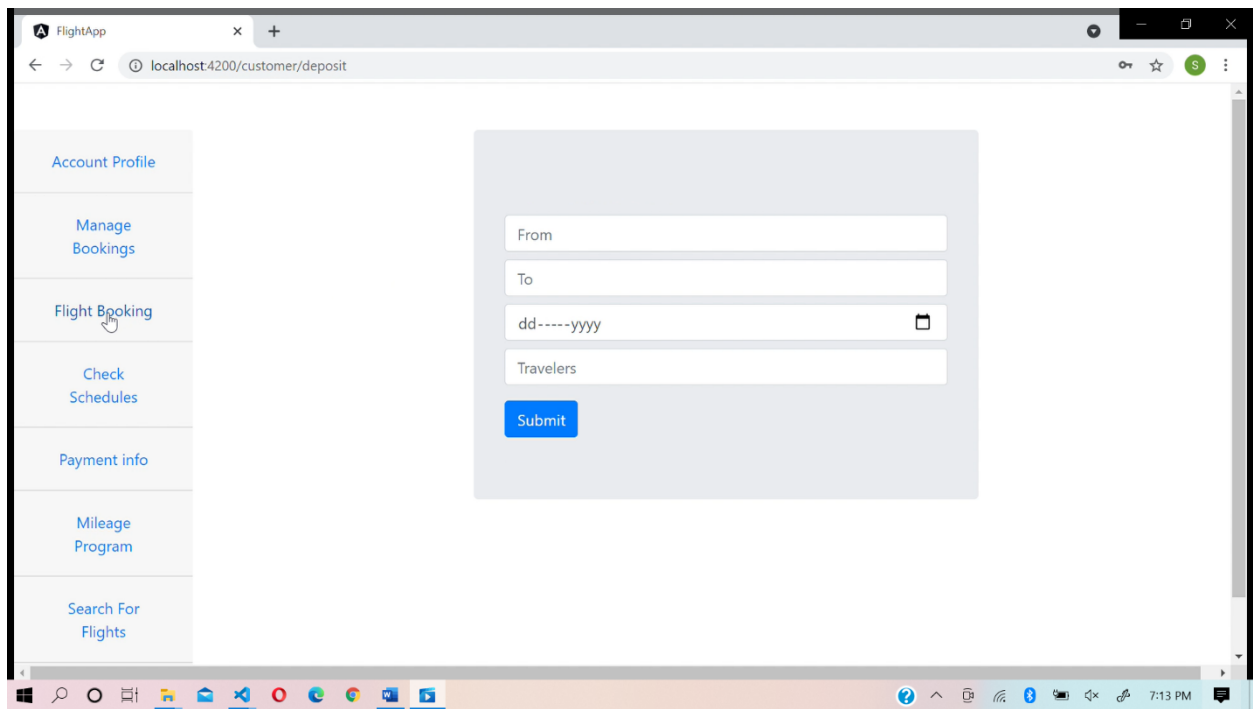 FlightApp
localhost:4200/customer/deposit
S
Account Profile
Manage
Bookings
Flight Booking
Check
Schedules
Payment info
Mileage
Program
Search For
Flights
From
To
dd-----yyyy
Travelers
Submit
7:13 PM